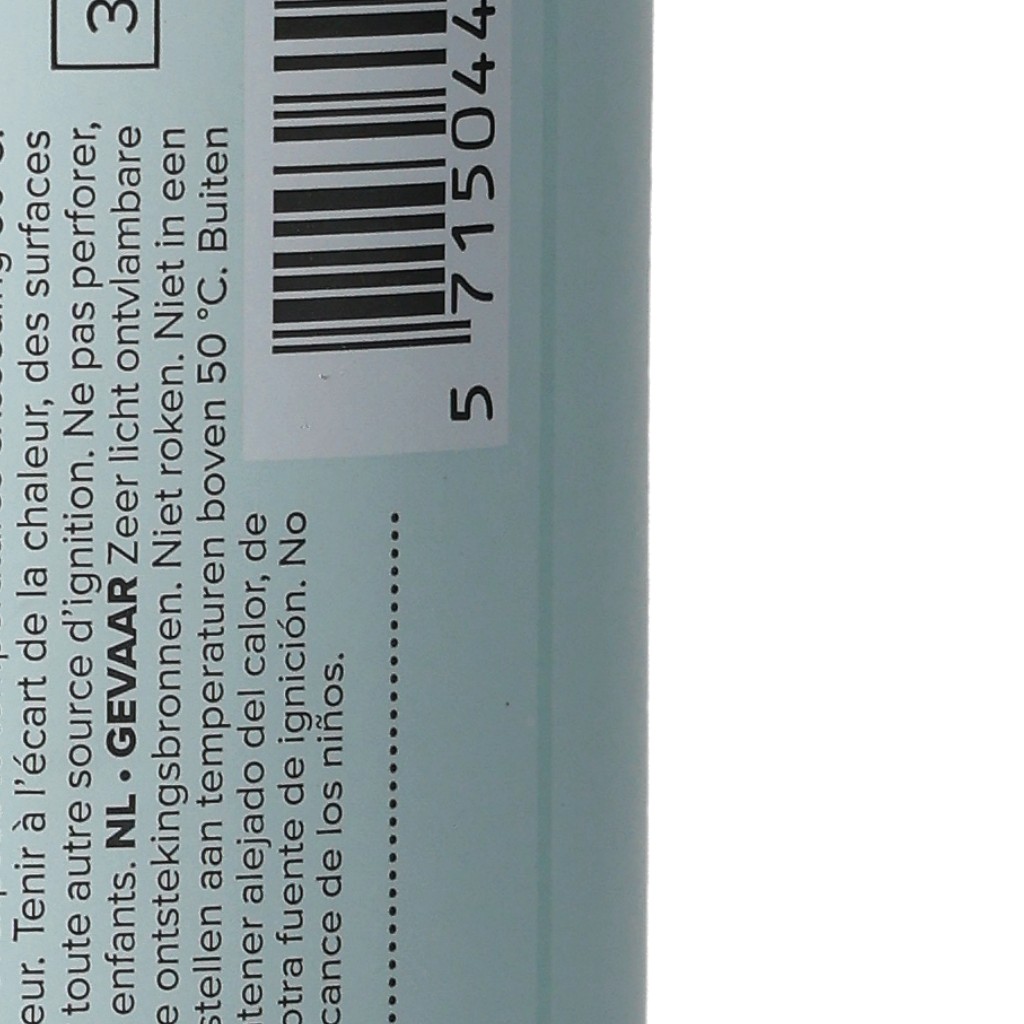 eur. Tenir à l'écart de la chaleur, des surfaces
toute autre source d'ignition. Ne pas perforer,
enfants. NL • GEVAAR Zeer licht ontvlambare
e ontstekingsbronnen. Niet roken. Niet in een
stellen aan temperaturen boven 50 °C. Buiten
tener alejado del calor, de
otra fuente de ignición. No
cance de los niños.
3
5 715044